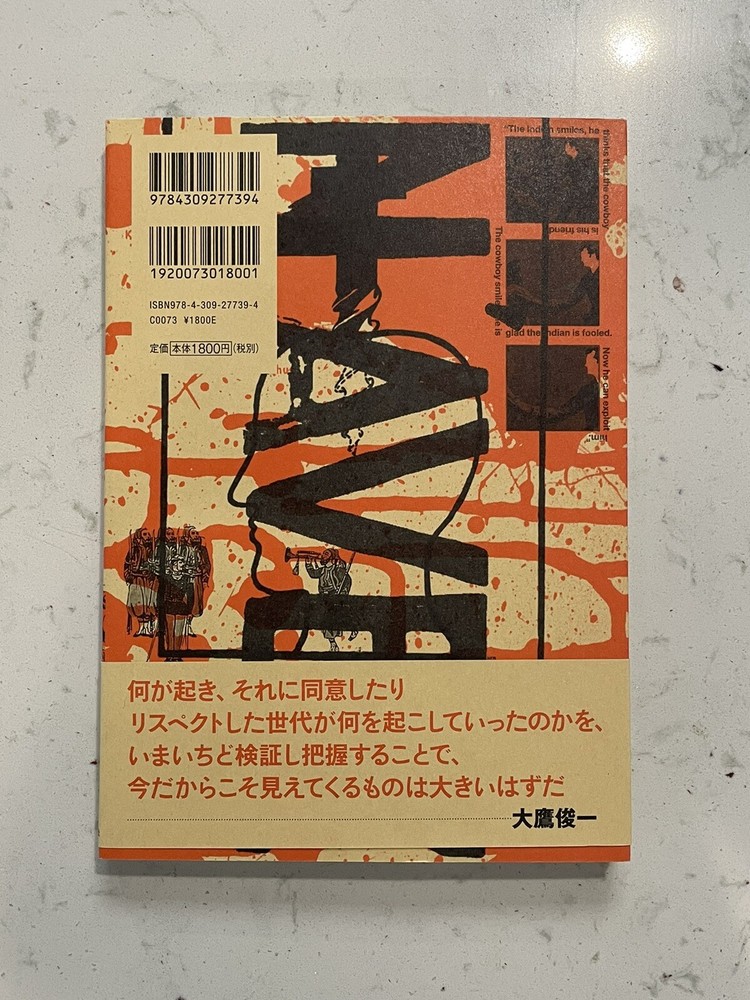 9784309277394
1920073018001
ISBN978-4-309-27739-4
C0073 ¥1800E
定価 本体1800円(税別)
"The Indian smiles, he
thinks that the cowboy
is his friend
The cowboy smiles, he is
glad the Indian is fooled.
Now he can exploit
him."
何が起き、それに同意したり
リスペクトした世代が何を起こしていったのかを、
いまいちど検証し把握することで、
今だからこそ見えてくるものは大きいはずだ
大鷹俊一